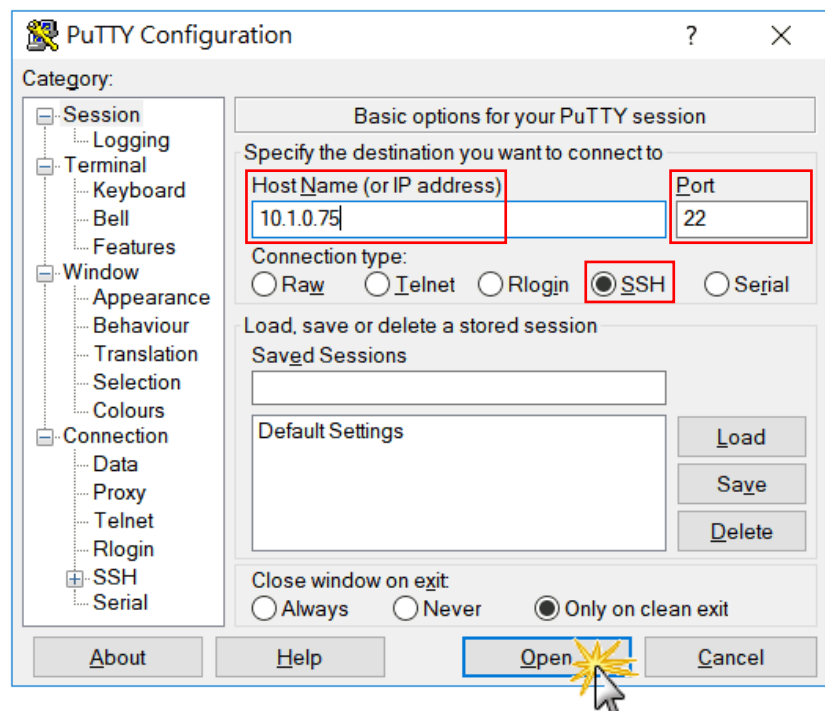 PuTTY Configuration ?
Category:
Session
Logging
Terminal
Keyboard
Bell
Features
Window
Appearance
Behaviour
Translation
Selection
Colours
Connection
Data
Proxy
Telnet
Rlogin
SSH
Serial
Basic options for your PuTTY session
Specify the destination you want to connect to
Host Name (or IP address) Port
10.1.0.75 22
Connection type:
Raw Telnet Rlogin SSH Serial
Load, save or delete a stored session
Saved Sessions
Default Settings
Load
Save
Delete
Close window on exit:
Always Never Only on clean exit
About Help Open Cancel